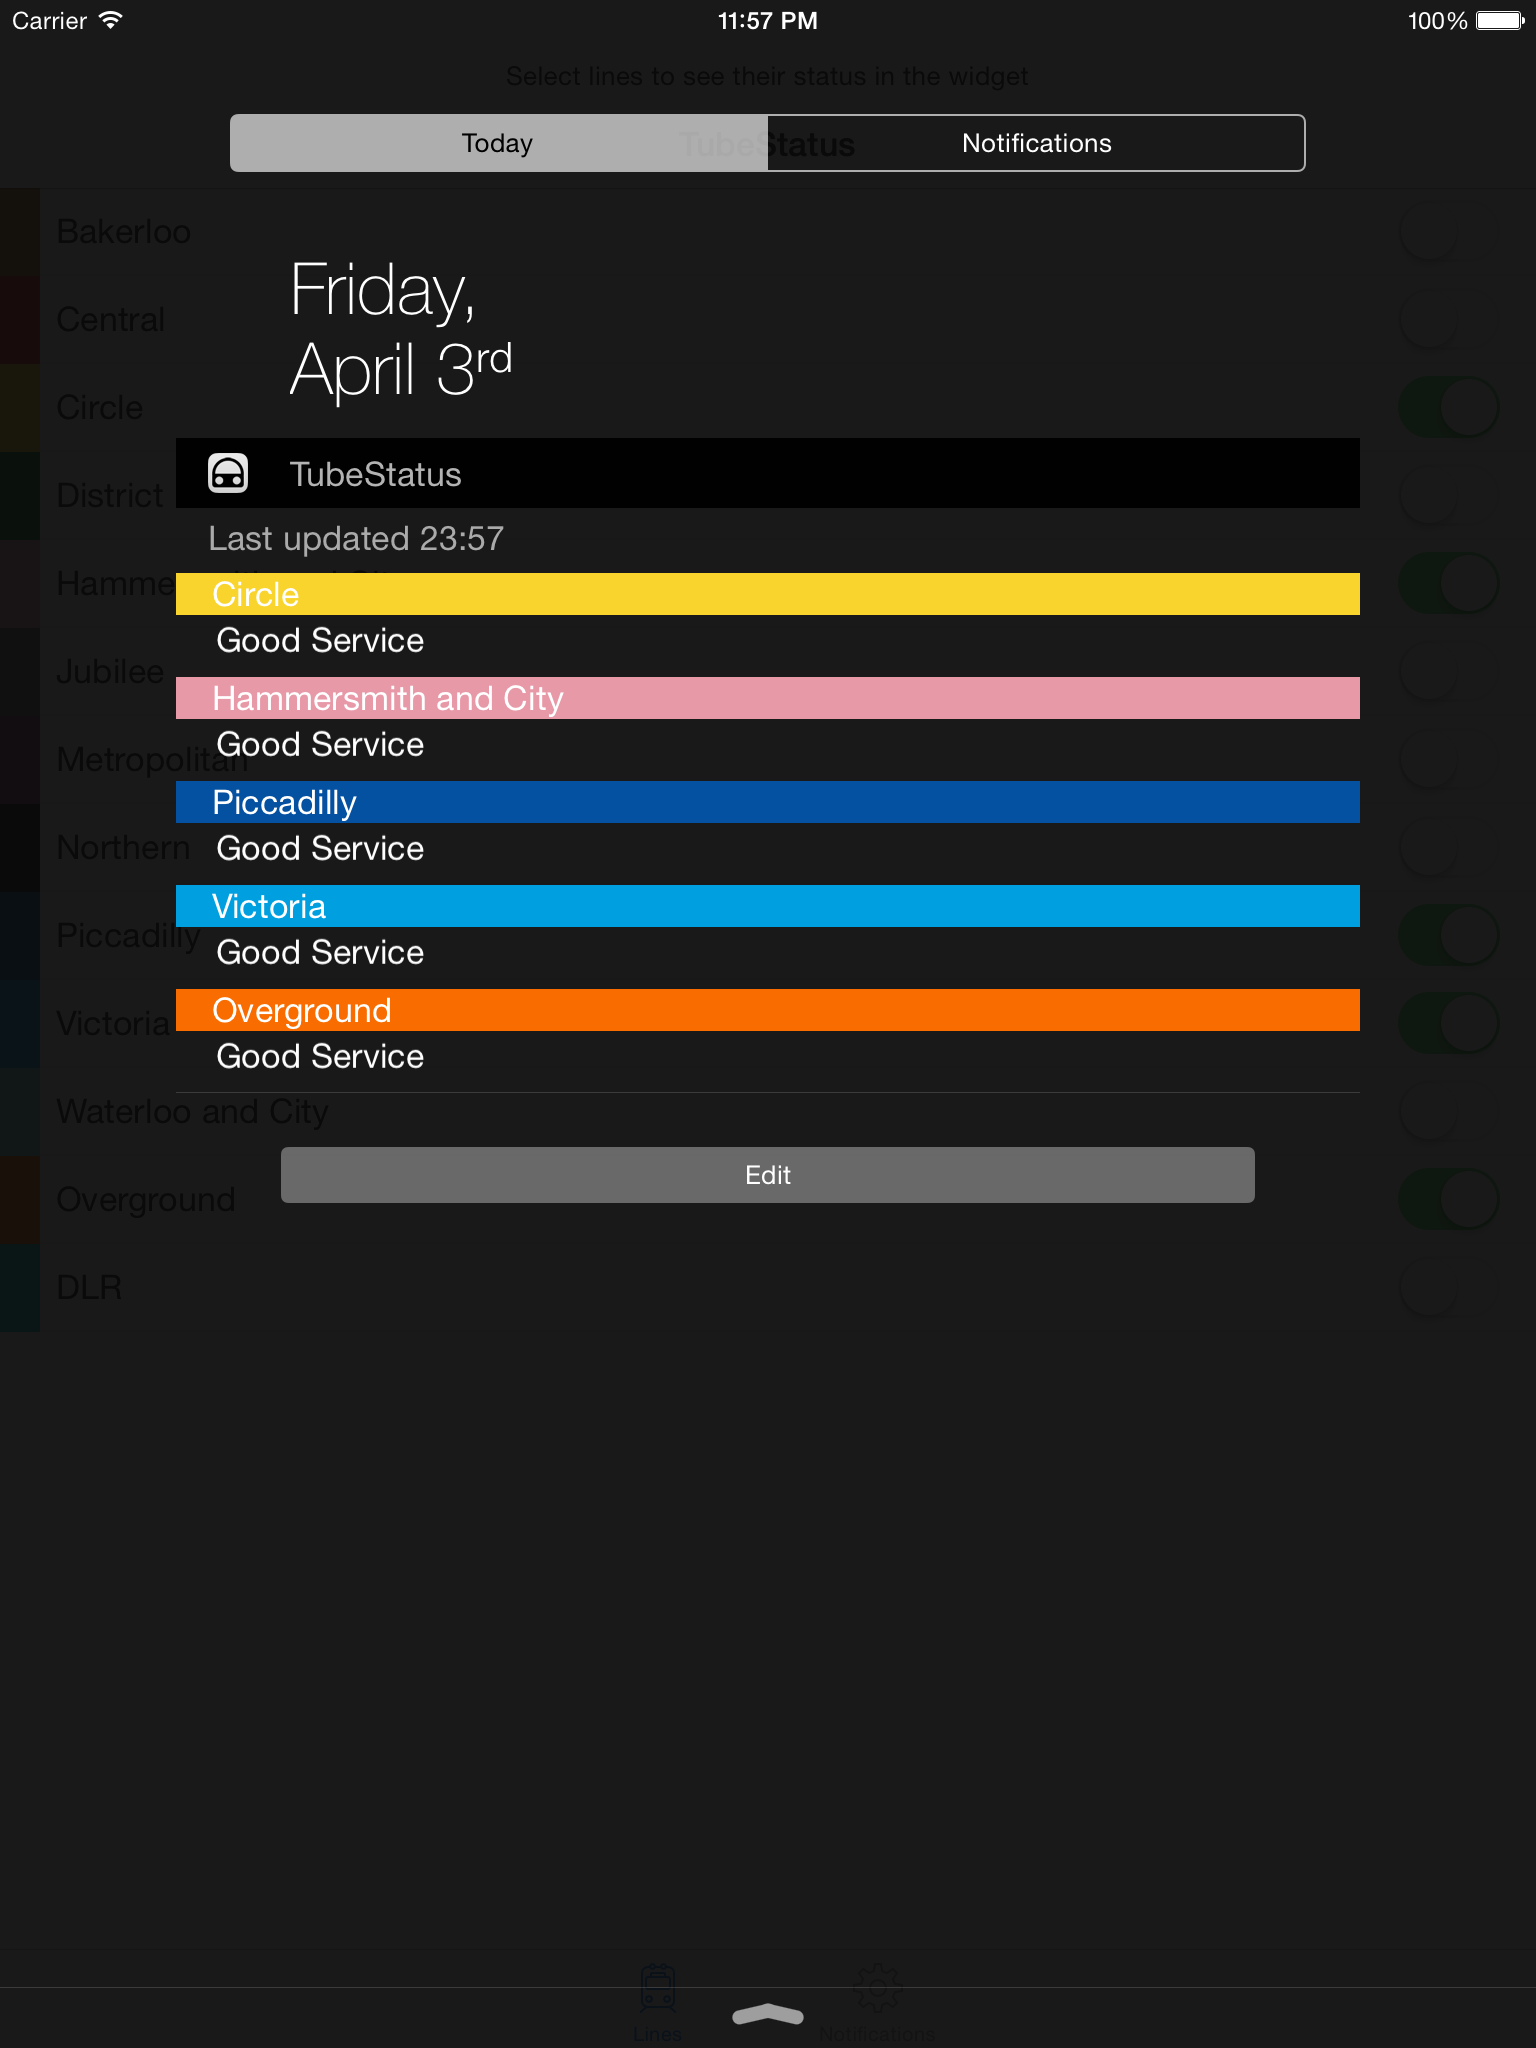 Carrier 11:57 PM 100%
Select lines to see their status in the widget
Today TubeStatus Notifications
Bakerloo
Friday,
Central
April 3rd
Circle
TubeStatus
District
Last updated 23:57
Hamme
Circle
Good Service
Jubilee
Hammersmith and City
Good Service
Metropolitan
Piccadilly
Northern
Good Service
Victoria
Piccadilly
Good Service
Overground
Victoria
Good Service
Waterloo and City
Edit
Overground
DLR
Lines Notifications